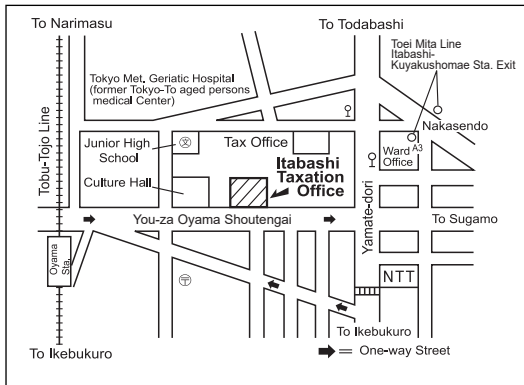 To Narimasu
To Todabashi
Toei Mita Line
Itabashi-
Kuyakushomae Sta. Exit
Tokyo Met. Geriatic Hospital
(former Tokyo-To aged persons
medical Center)
Nakasendo
Tobu-Tojo Line
Junior High
School
文
Tax Office
A3
Ward
Office
Itabashi
Taxation
Office
Culture Hall
You-za Oyama Shoutengai
Yamate-dori
To Sugamo
Oyama
Sta.
〒
NTT
To Ikebukuro
To Ikebukuro
= One-way Street